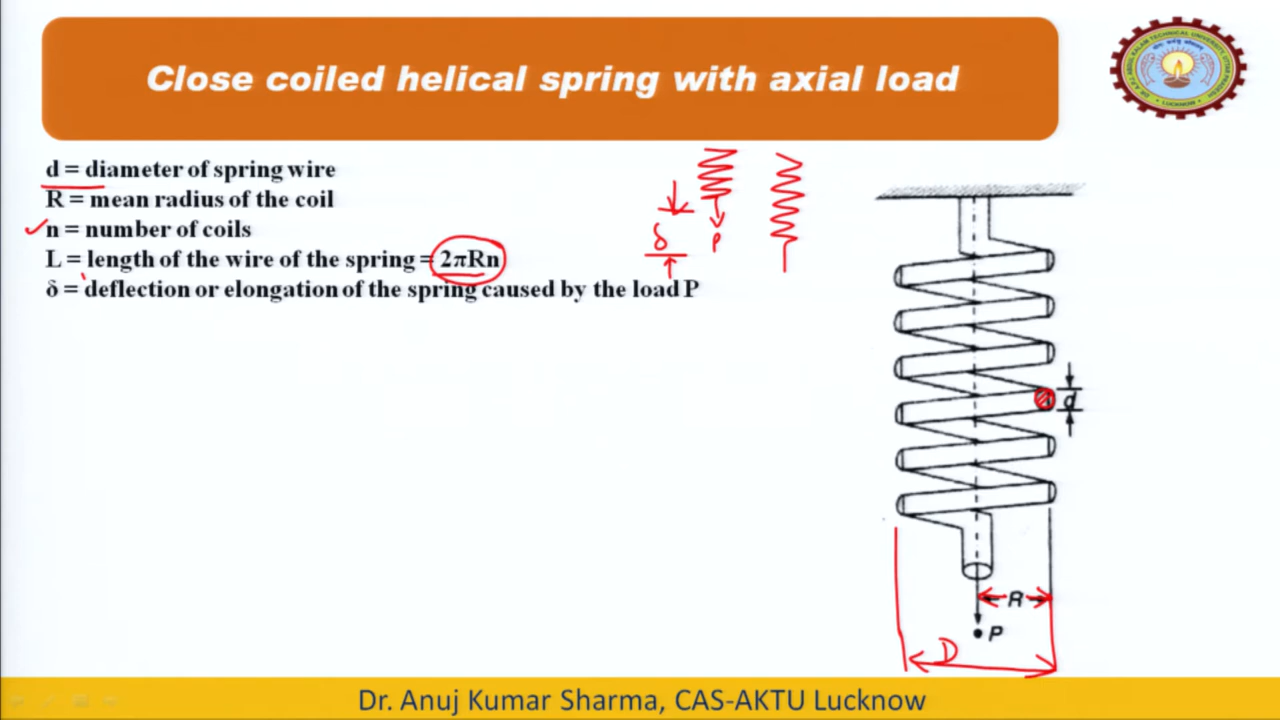 Close coiled helical spring with axial load
d = diameter of spring wire
R = mean radius of the coil
n = number of coils
L = length of the wire of the spring = 2πRn
δ = deflection or elongation of the spring caused by the load P
δ
P
d
R
P
D
LUCKNOW
Dr. Anuj Kumar Sharma, CAS-AKTU Lucknow